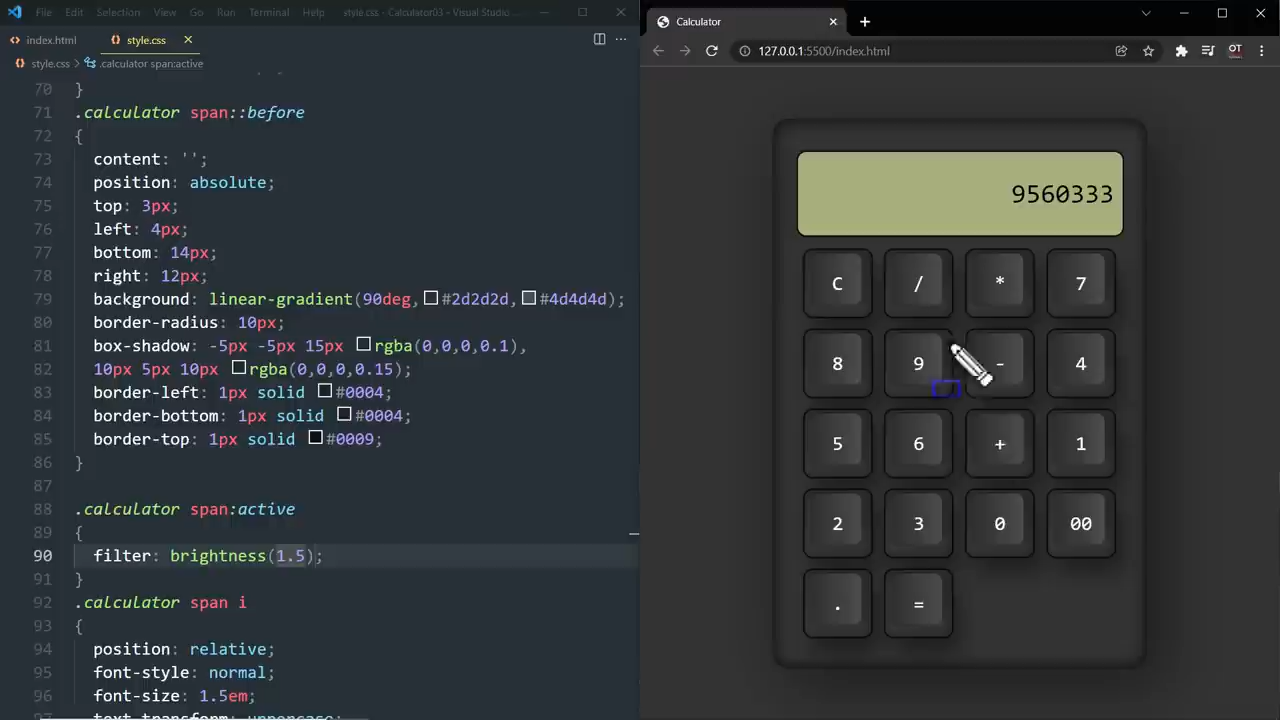 File Edit Selection View Go Run Terminal Help style.css - Calculator03 - Visual Studio ...
index.html style.css
style.css > .calculator span:active
70 }
71 .calculator span::before
72 {
73 content: '';
74 position: absolute;
75 top: 3px;
76 left: 4px;
77 bottom: 14px;
78 right: 12px;
79 background: linear-gradient(90deg,#2d2d2d,#4d4d4d);
80 border-radius: 10px;
81 box-shadow: -5px -5px 15px rgba(0,0,0,0.1),
82 10px 5px 10px rgba(0,0,0,0.15);
83 border-left: 1px solid #0004;
84 border-bottom: 1px solid #0004;
85 border-top: 1px solid #0009;
86 }
87
88 .calculator span:active
89 {
90 filter: brightness(1.5);
91 }
92 .calculator span i
93 {
94 position: relative;
95 font-style: normal;
96 font-size: 1.5em;
97 text-transform: uppercase;
Calculator
127.0.0.1:5500/index.html
OT
9560333
C / * 7
8 9 - 4
5 6 + 1
2 3 0 00
. =